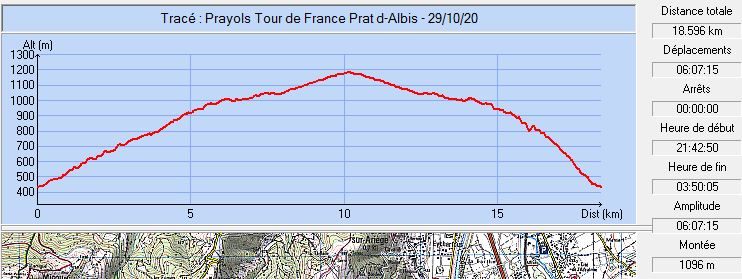 Tracé : Prayols Tour de France Prat d-Albis - 29/10/20
Alt (m)
1300
1200
1100
1000
900
800
700
600
500
400
0 5 10 15 Dist (km)
Distance totale
18.596 km
Déplacements
06:07:15
Arrêts
00:00:00
Heure de début
21:42:50
Heure de fin
03:50:05
Amplitude
06:07:15
Montée
1096 m
sur-Ariège